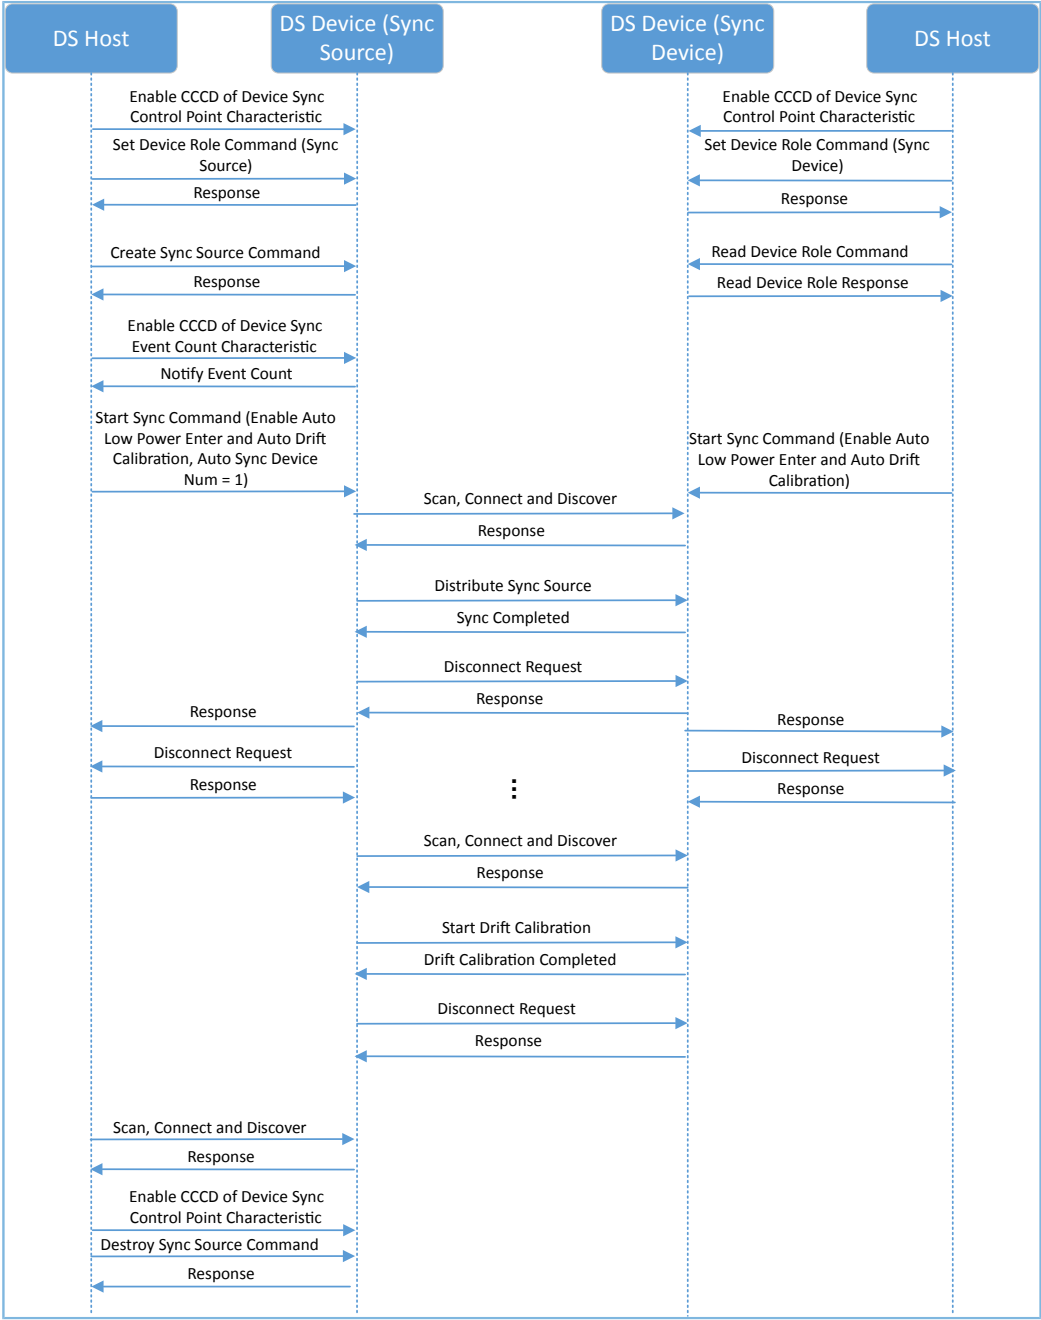 DS Host
DS Device (Sync
Source)
DS Device (Sync
Device)
DS Host
Enable CCCD of Device Sync
Control Point Characteristic
Enable CCCD of Device Sync
Control Point Characteristic
Set Device Role Command (Sync
Source)
Set Device Role Command (Sync
Device)
Response
Response
Create Sync Source Command
Read Device Role Command
Response
Read Device Role Response
Enable CCCD of Device Sync
Event Count Characteristic
Notify Event Count
Start Sync Command (Enable Auto
Low Power Enter and Auto Drift
Calibration, Auto Sync Device
Num = 1)
Start Sync Command (Enable Auto
Low Power Enter and Auto Drift
Calibration)
Scan, Connect and Discover
Response
Distribute Sync Source
Sync Completed
Disconnect Request
Response
Response
Response
Disconnect Request
Disconnect Request
Response
Response
⋮
Scan, Connect and Discover
Response
Start Drift Calibration
Drift Calibration Completed
Disconnect Request
Response
Scan, Connect and Discover
Response
Enable CCCD of Device Sync
Control Point Characteristic
Destroy Sync Source Command
Response